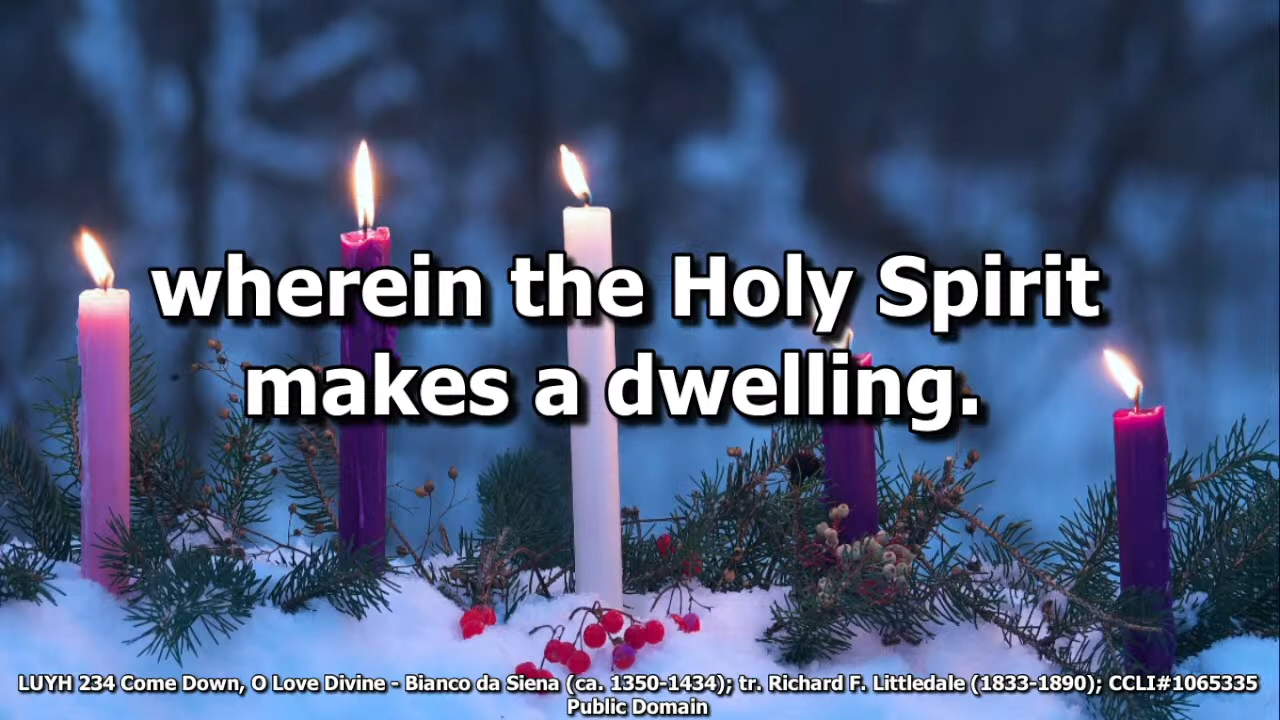 wherein the Holy Spirit
makes a dwelling.
LUYH 234 Come Down, O Love Divine - Bianco da Siena (ca. 1350-1434); tr. Richard F. Littledale (1833-1890); CCLI#1065335
Public Domain